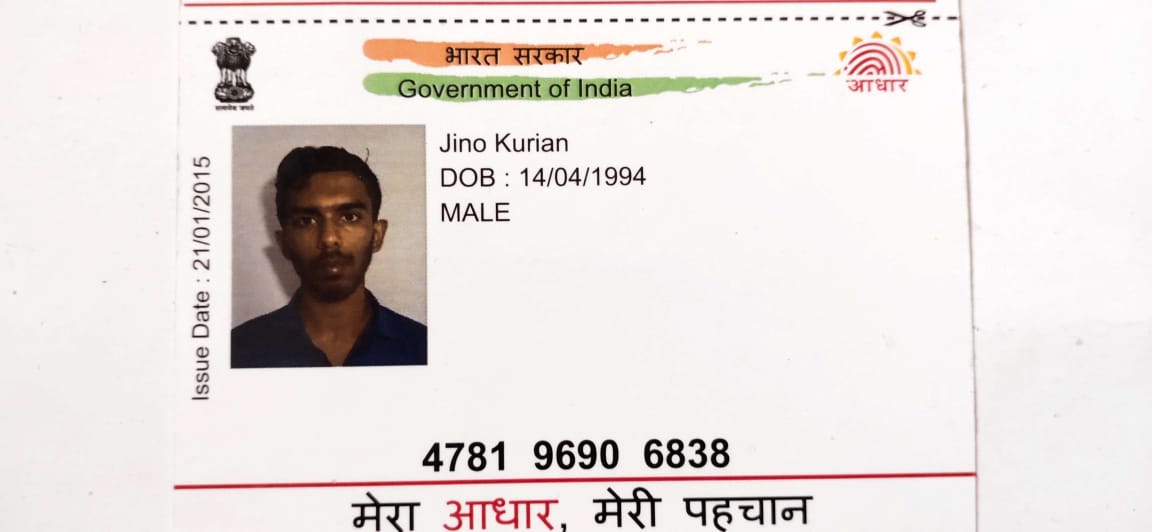 भारत सरकार
Government of India
सत्यमेव जयते
आधार
Issue Date : 21/01/2015
Jino Kurian
DOB : 14/04/1994
MALE
4781 9690 6838
मेरा आधार, मेरी पहचान